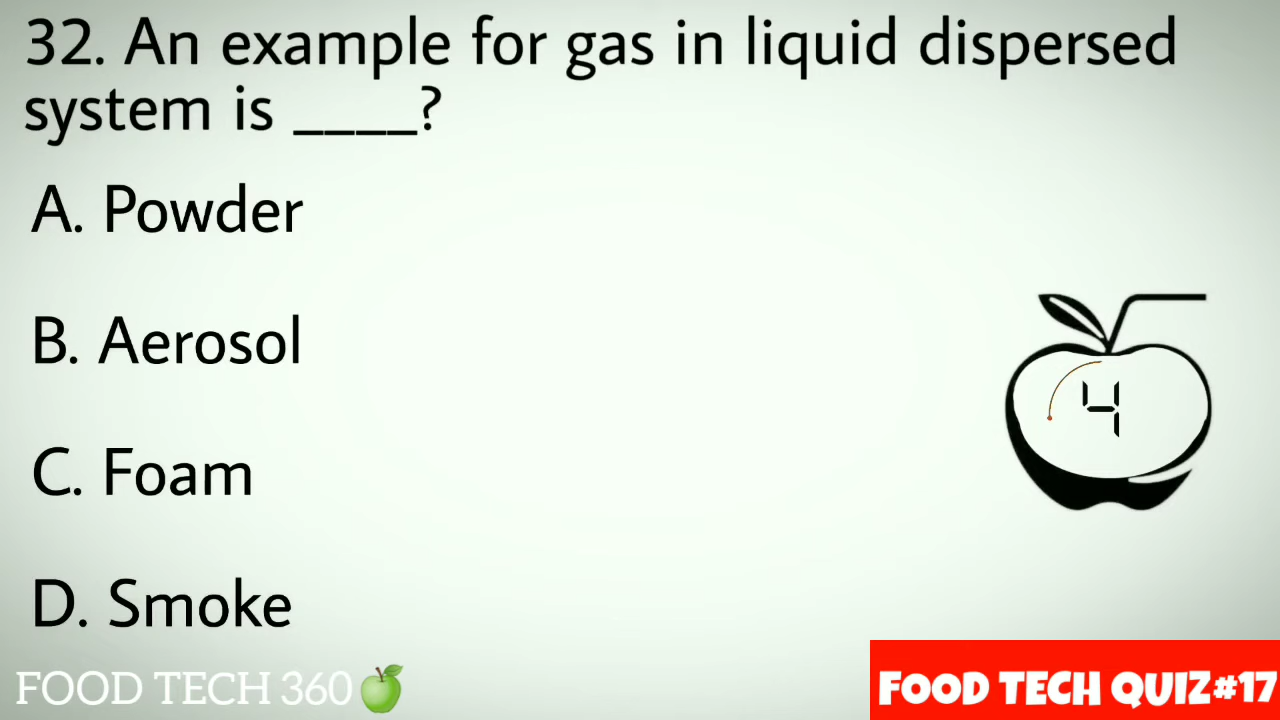 32. An example for gas in liquid dispersed
system is ____?
A. Powder
B. Aerosol
C. Foam
4
D. Smoke
FOOD TECH 360
FOOD TECH QUIZ#17